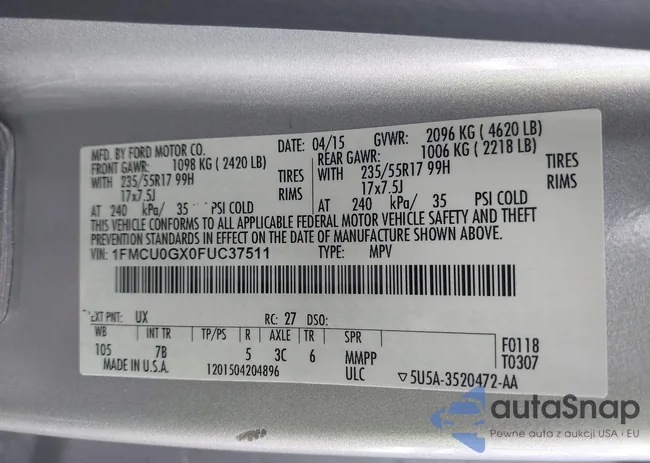 MFD. BY FORD MOTOR CO. DATE: 04/15 GVWR: 2096 KG ( 4620 LB)
FRONT GAWR: 1098 KG ( 2420 LB) REAR GAWR: 1006 KG ( 2218 LB)
WITH 235/55R17 99H TIRES WITH 235/55R17 99H TIRES
17x7.5J RIMS 17x7.5J RIMS
AT 240 kPa/ 35 PSI COLD AT 240 kPa/ 35 PSI COLD
THIS VEHICLE CONFORMS TO ALL APPLICABLE FEDERAL MOTOR VEHICLE SAFETY AND THEFT
PREVENTION STANDARDS IN EFFECT ON THE DATE OF MANUFACTURE SHOWN ABOVE.
VIN: 1FMCU0GX0FUC37511 TYPE: MPV
EXT PNT: UX RC: 27 DSO:
WB INT TR TP/PS R AXLE TR SPR F0118
105 7B 5 3C 6 MMPP T0307
MADE IN U.S.A. 1201504204896 ULC ▽5U5A-3520472-AA
autaSnap
Pewne auta z aukcji USA i EU